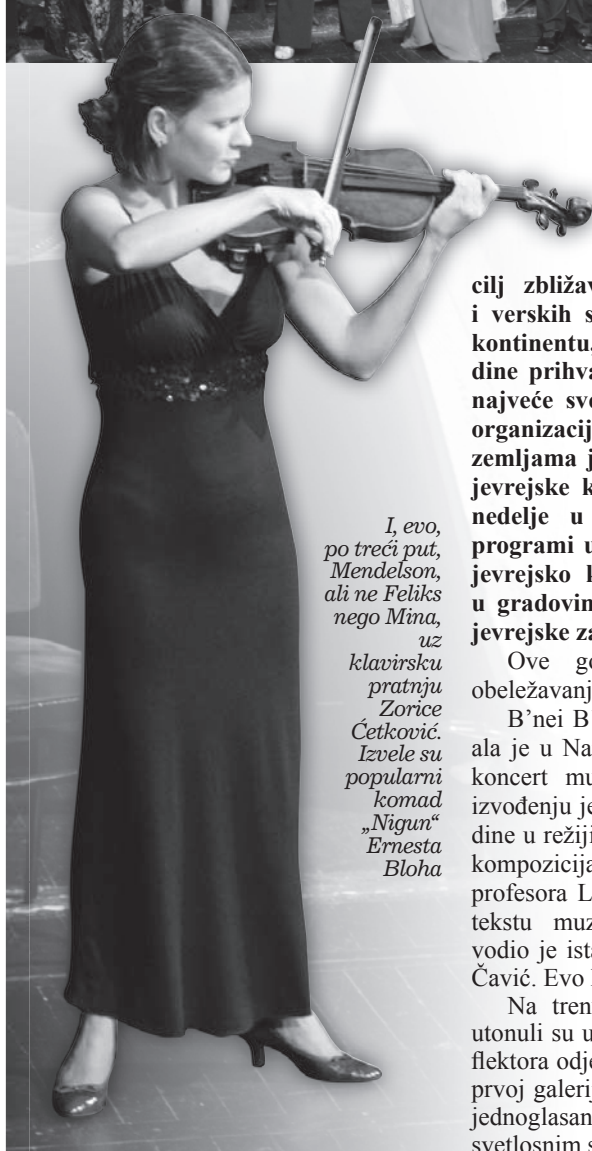 I, evo,
po treći put,
Mendelson,
ali ne Feliks
nego Mina,
uz
klavirsku
pratnju
Zorice
Ćetković.
Izvele su
popularni
komad
„Nigun“
Ernesta
Bloha
cilj zbližav
i verskih s
kontinentu,
dine prihva
najveće sve
organizacij
zemljama j
jevrejske k
nedelje u
programi u
jevrejsko k
u gradovin
jevrejske za
Ove go
obeležavanj
B’nei B
ala je u Na
koncert mu
izvođenju je
dine u režiji
kompozicija
profesora L
tekstu muz
vodio je ista
Čavić. Evo
Na tren
utonuli su u
flektora odje
prvoj galerij
jednoglasan
svetlosnim s